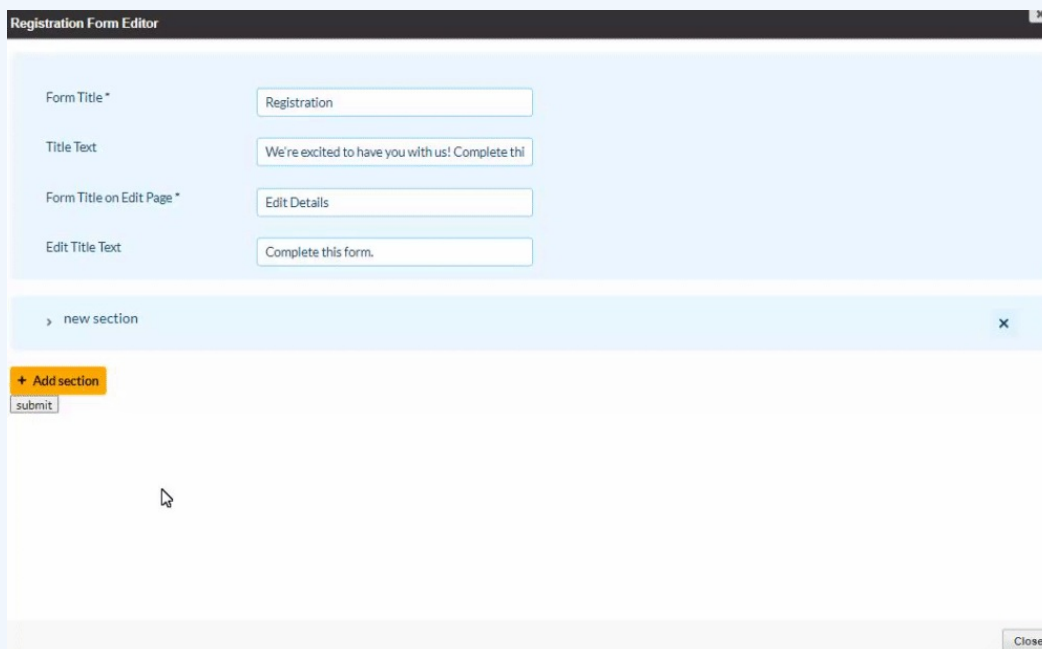 Registration Form Editor
Form Title *
Registration
Title Text
We're excited to have you with us! Complete thi
Form Title on Edit Page *
Edit Details
Edit Title Text
Complete this form.
new section
+ Add section
submit
Close